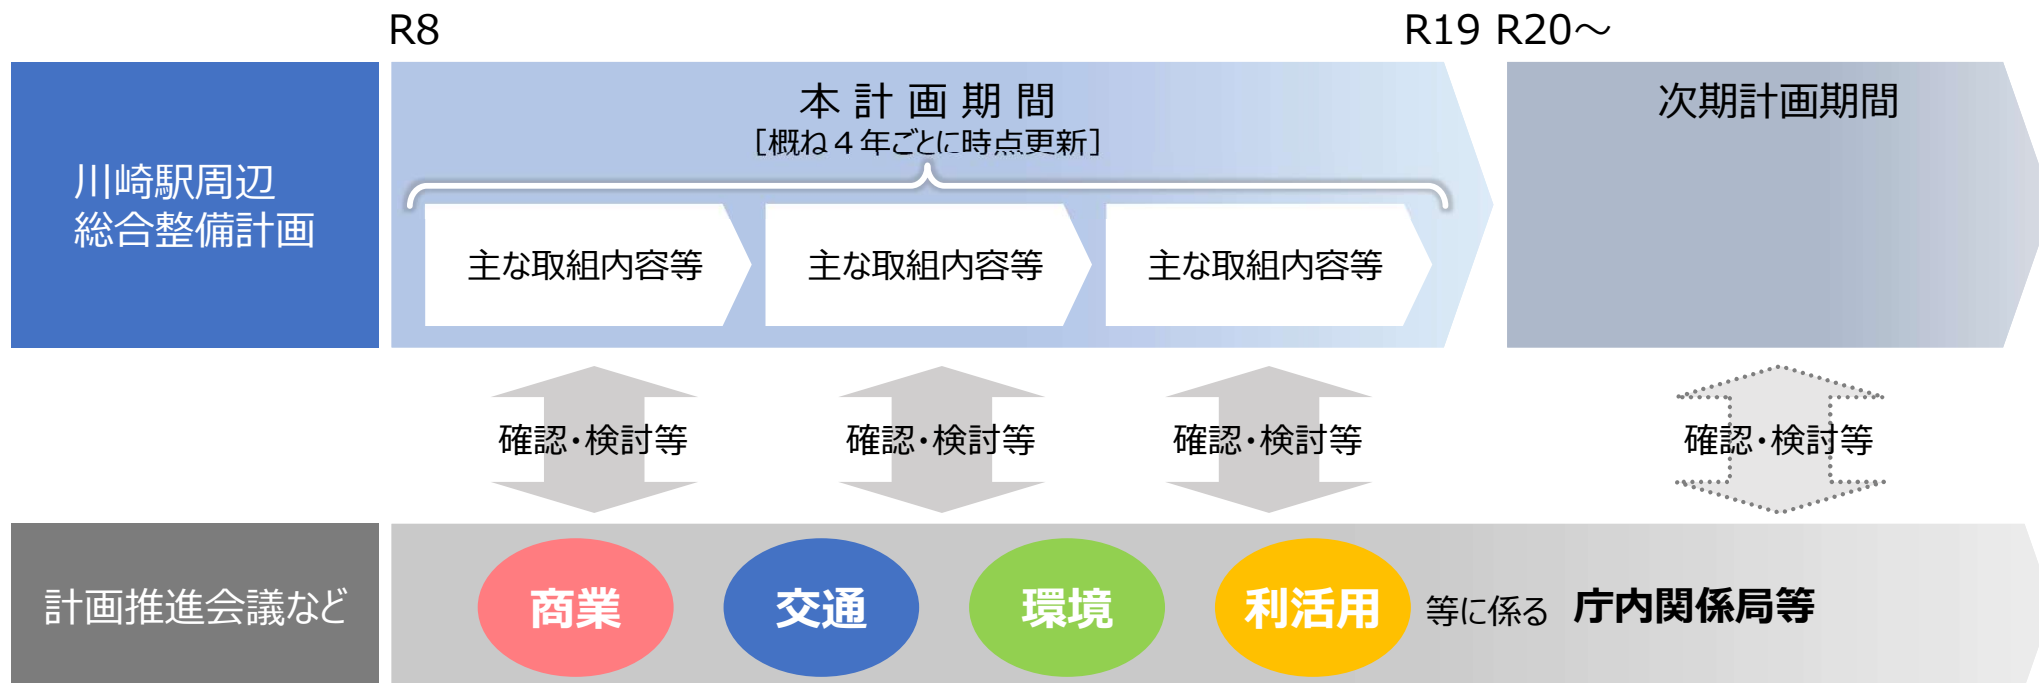 R8
R19 R20～
川崎駅周辺
総合整備計画
本計画期間
［概ね４年ごとに時点更新］
主な取組内容等
主な取組内容等
主な取組内容等
次期計画期間
確認・検討等
確認・検討等
確認・検討等
確認・検討等
計画推進会議など
商業
交通
環境
利活用
等に係る 庁内関係局等